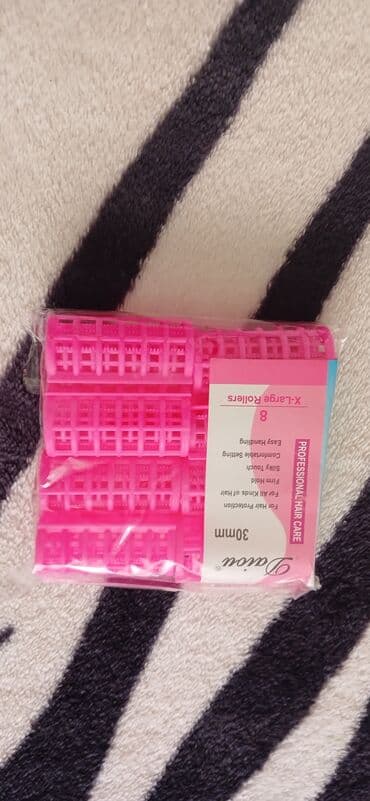 Daiou®
30mm
PROFESSIONAL HAIR CARE
For Hair Protection
For All Kinds of Hair
Firm Hold
Silky Touch
Comfortable Setting
Easy Handling
8
X-Large Rollers